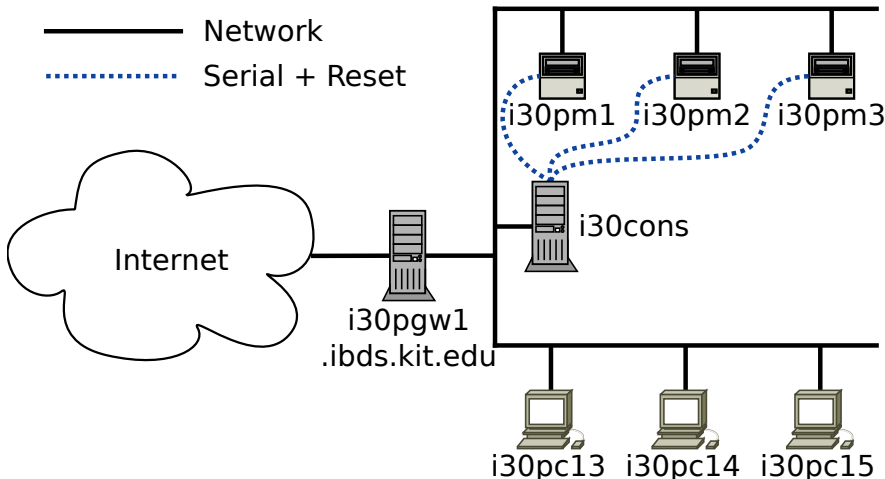 Network
Serial + Reset
i30pm1
i30pm2
i30pm3
i30cons
Internet
i30pgw1
.ibds.kit.edu
i30pc13
i30pc14
i30pc15